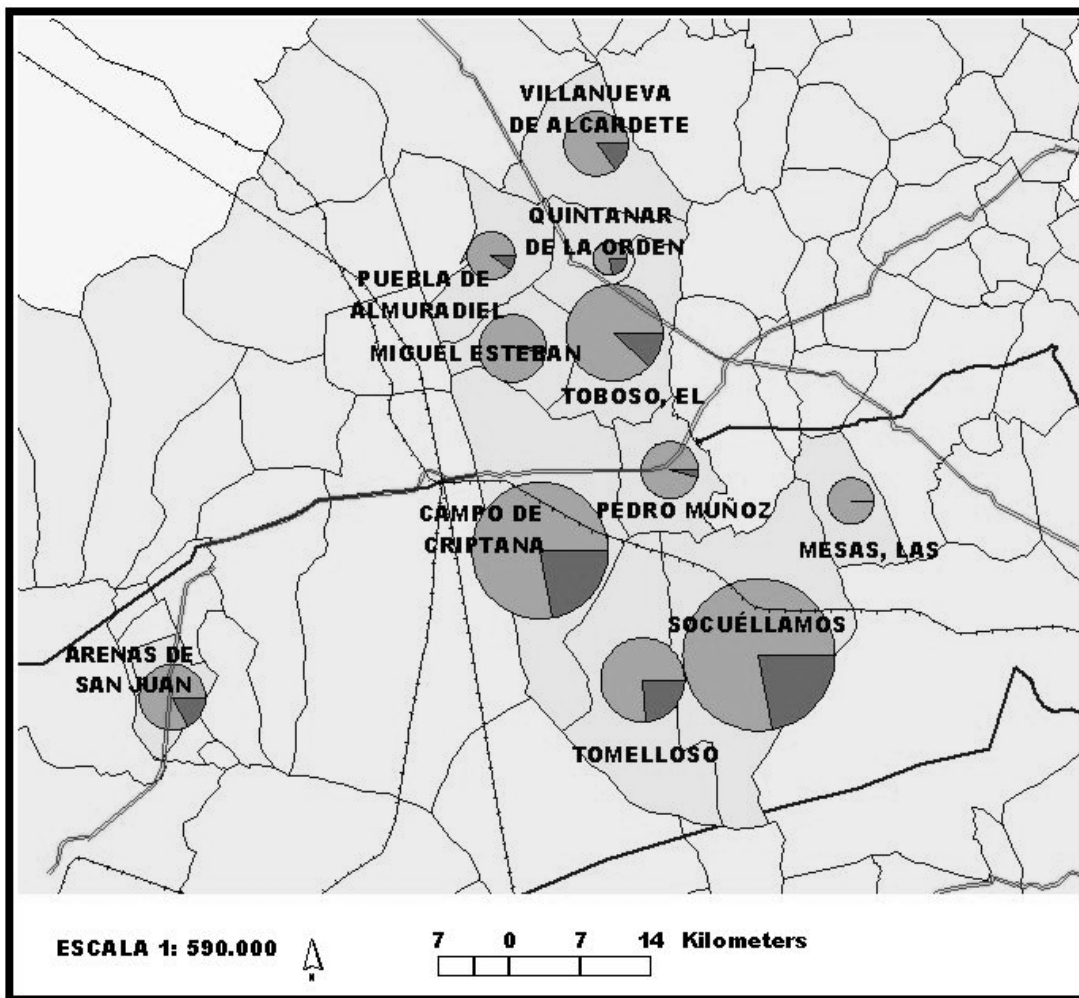 VILLANUEVA
DE ALCARDETE
QUINTANAR
DE LA ORDEN
PUEBLA DE
ALMURADIEL
MIGUEL ESTEBAN
TOBOSO, EL
PEDRO MUÑOZ
CAMPO DE
CRIPTANA
MESAS, LAS
SOCUÉLLAMOS
ARENAS DE
SAN JUAN
TOMELLOSO
ESCALA 1: 590.000
N
7 0 7 14 Kilometers